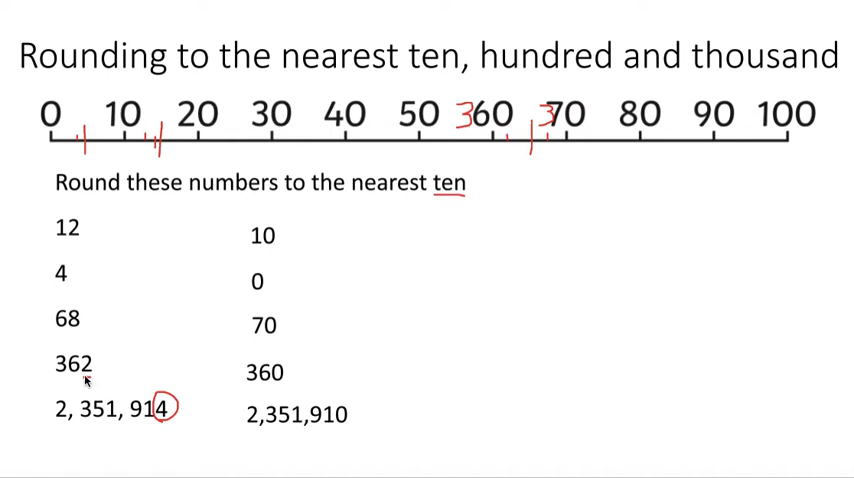 Rounding to the nearest ten, hundred and thousand
0 10 20 30 40 50 360 370 80 90 100
Round these numbers to the nearest ten
12 10
4 0
68 70
362 360
2, 351, 914 2,351,910